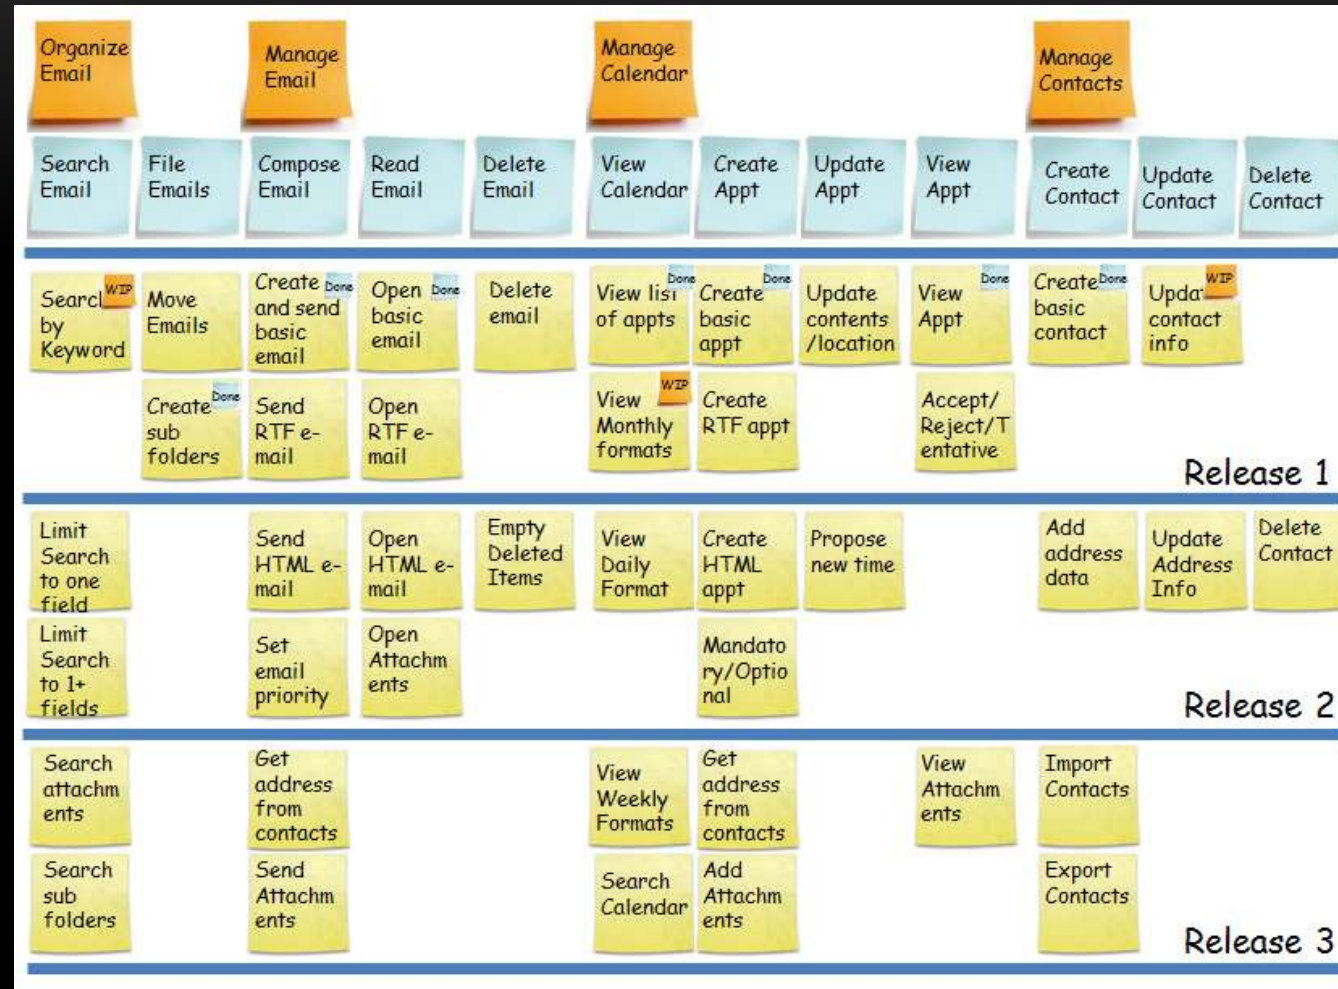 Organize
Email
Manage
Email
Manage
Calendar
Manage
Contacts
Search
Email
File
Emails
Compose
Email
Read
Email
Delete
Email
View
Calendar
Create
Appt
Update
Appt
View
Appt
Create
Contact
Update
Contact
Delete
Contact
WIP
by
Keyword
Move
Emails
Create
Done
and send
basic
email
Open
Done
basic
email
Delete
email
Done
View list
of appts
Done
Create
basic
appt
Update
contents
/location
Done
View
Appt
Create
Done
basic
contact
WIP
contact
info
Create
Done
sub
folders
Send
RTF e-
mail
Open
RTF e-
mail
WIP
View
Monthly
formats
Create
RTF appt
Accept/
Reject/T
entative
Release 1
Limit
Search
to one
field
Send
HTML e-
mail
Open
HTML e-
mail
Empty
Deleted
Items
View
Daily
Format
Create
HTML
appt
Propose
new time
Add
address
data
Update
Address
Info
Delete
Contact
Limit
Search
to 1+
fields
Set
email
priority
Open
Attachm
ents
Mandato
ry/Optio
nal
Release 2
Search
attachm
ents
Get
address
from
contacts
View
Weekly
Formats
Get
address
from
contacts
View
Attachm
ents
Import
Contacts
Search
sub
folders
Send
Attachm
ents
Search
Calendar
Add
Attachm
ents
Export
Contacts
Release 3